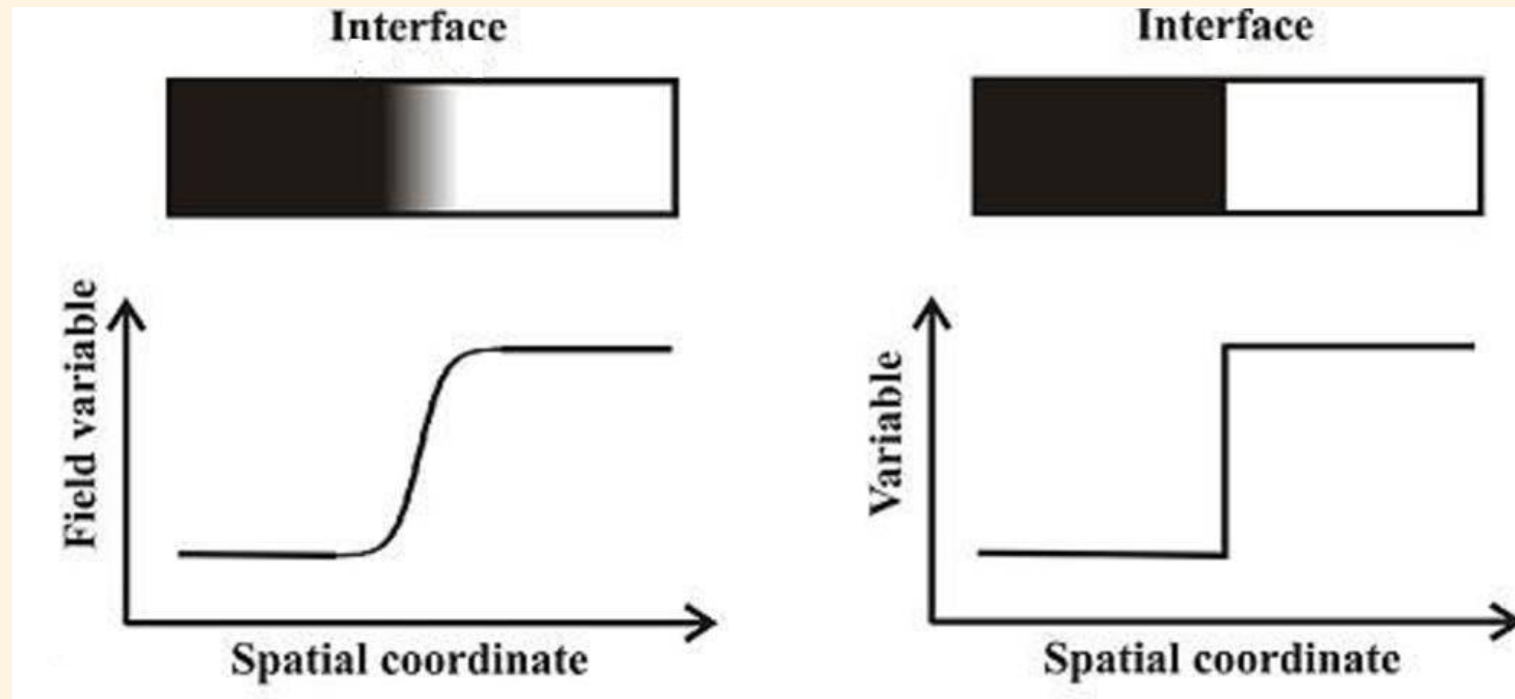 Interface
Field variable
Spatial coordinate
Interface
Variable
Spatial coordinate